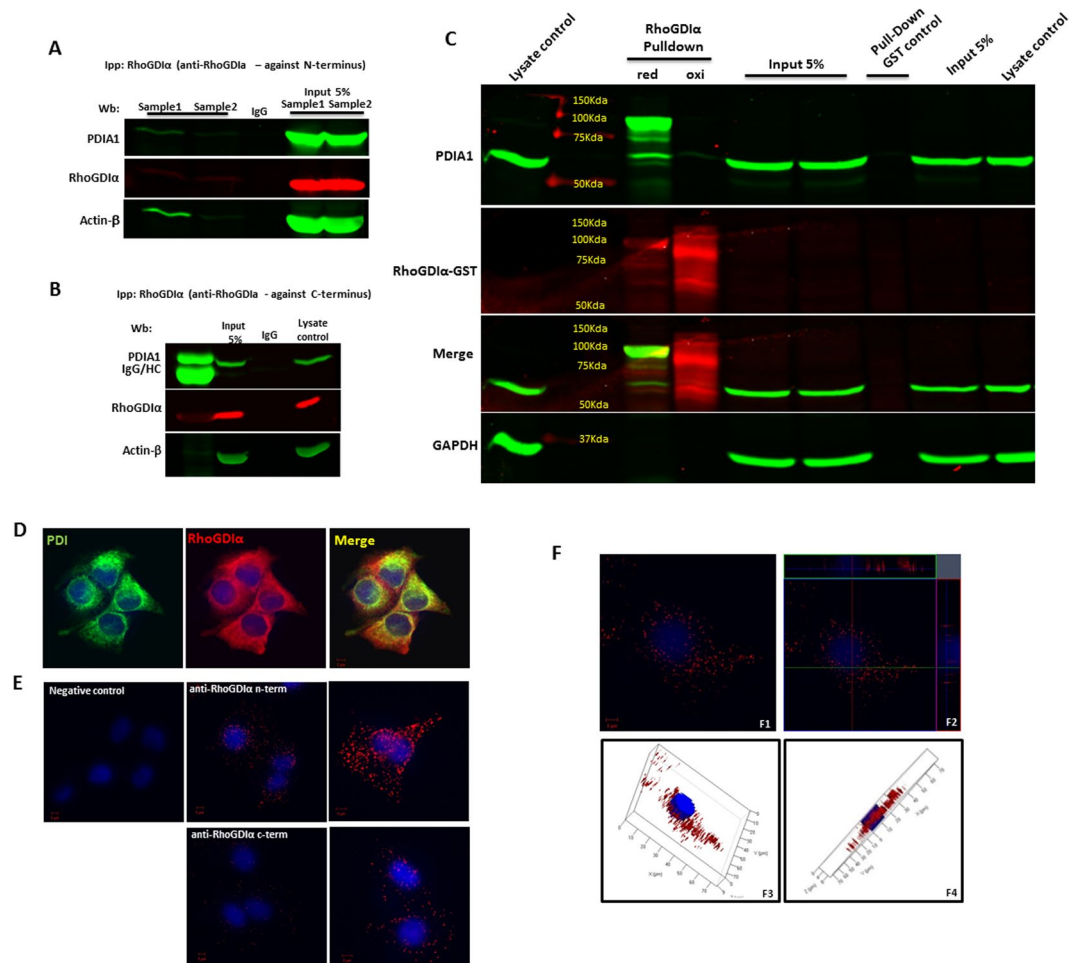 A
Ipp: RhoGDIα (anti-RhoGDIa – against N-terminus)
Wb:
Sample1 Sample2
IgG
Input 5%
Sample1 Sample2
PDIA1
RhoGDIα
Actin-β
B
Ipp: RhoGDIα (anti-RhoGDIa - against C-terminus)
Wb:
Input 5%
IgG
Lysate control
PDIA1
IgG/HC
RhoGDIα
Actin-β
C
Lysate control
RhoGDIα Pulldown
red oxi
Input 5%
Pull-Down GST control
Input 5%
Lysate control
PDIA1
150Kda
100Kda
75Kda
50Kda
RhoGDIα-GST
150Kda
100Kda
75Kda
50Kda
Merge
150Kda
100Kda
75Kda
50Kda
GAPDH
37Kda
D
PDI
RhoGDIα
Merge
E
Negative control
anti-RhoGDIα n-term
anti-RhoGDIα c-term
F
F1
F2
F3
F4